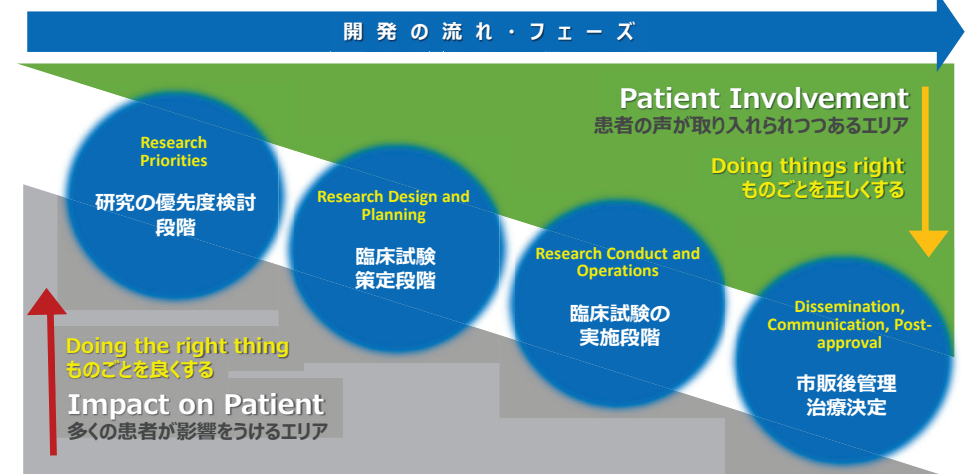 開発の流れ・フェーズ
Patient Involvement
患者の声が取り入れられつつあるエリア
Doing things right
ものごとを正しくする
Research
Priorities
研究の優先度検討
段階
Research Design and
Planning
臨床試験
策定段階
Research Conduct and
Operations
臨床試験の
実施段階
Dissemination,
Communication, Post-
approval
市販後管理
治療決定
Doing the right thing
ものごとを良くする
Impact on Patient
多くの患者が影響をうけるエリア